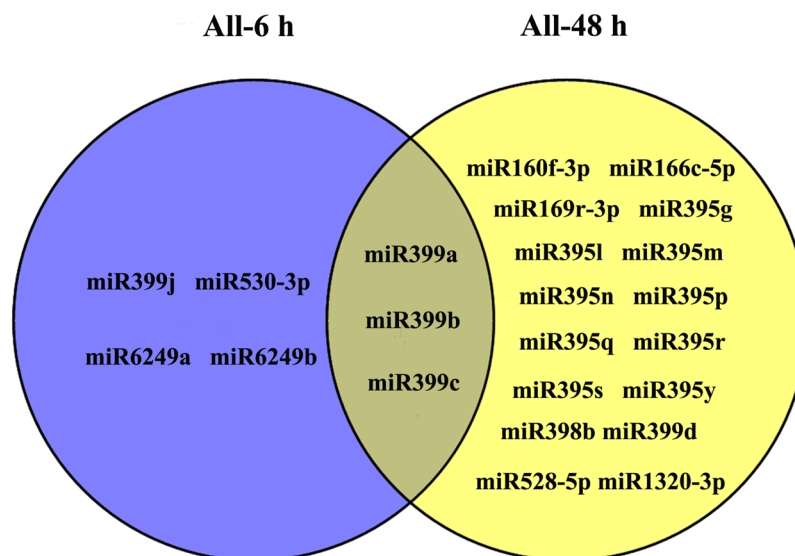 All-6 h
All-48 h
miR399j miR530-3p
miR6249a miR6249b
miR399a
miR399b
miR399c
miR160f-3p miR166c-5p
miR169r-3p miR395g
miR395l miR395m
miR395n miR395p
miR395q miR395r
miR395s miR395y
miR398b miR399d
miR528-5p miR1320-3p